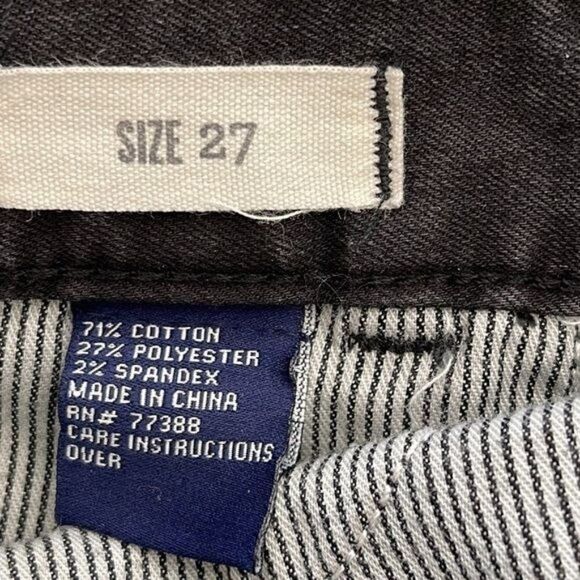 SIZE 27
71% COTTON
27% POLYESTER
2% SPANDEX
MADE IN CHINA
RN# 77388
CARE INSTRUCTIONS
OVER